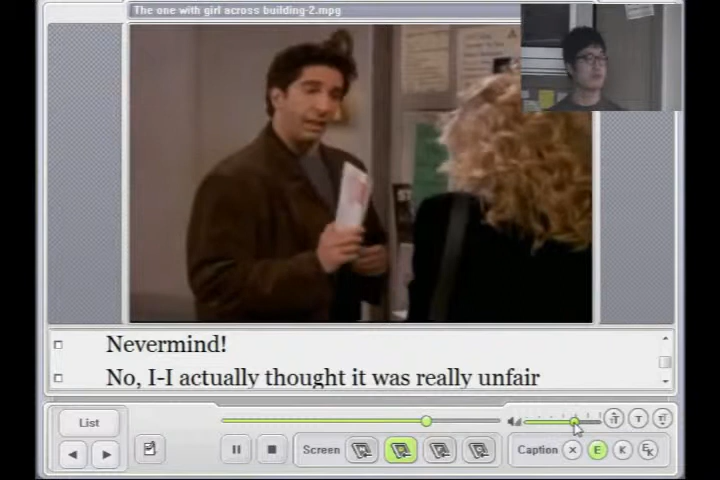 The one with girl across building-2.mpg
Nevermind!
No, I-I actually thought it was really unfair
List
Screen
Caption
X
E
K
EK
T
T
T